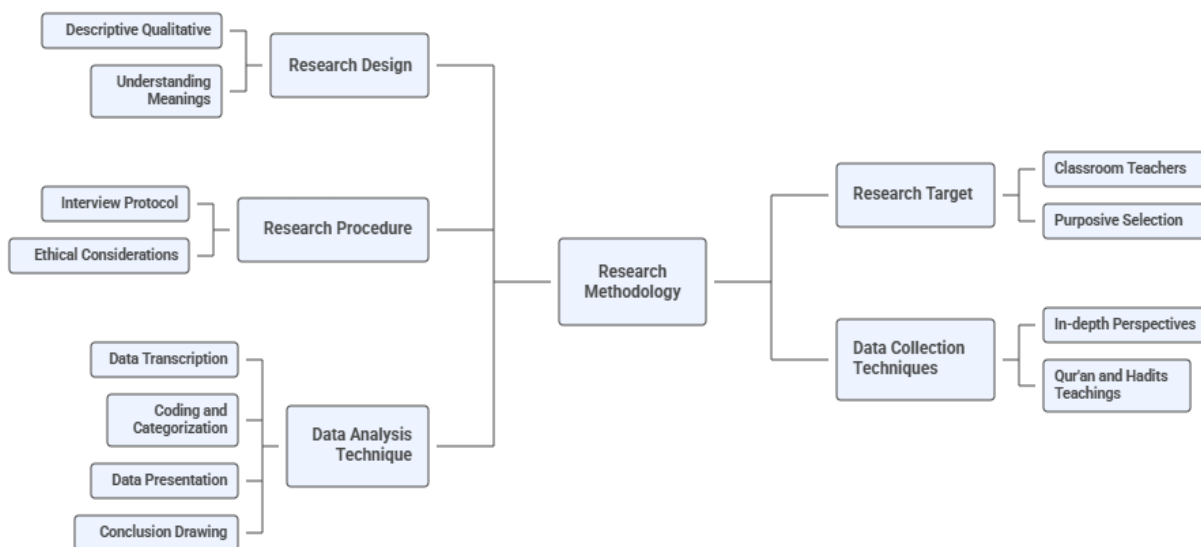 Descriptive Qualitative
Understanding
Meanings
Research Design
Interview Protocol
Ethical Considerations
Research Procedure
Data Transcription
Coding and
Categorization
Data Presentation
Conclusion Drawing
Data Analysis
Technique
Research
Methodology
Research Target
Classroom Teachers
Purposive Selection
Data Collection
Techniques
In-depth Perspectives
Qur'an and Hadits
Teachings